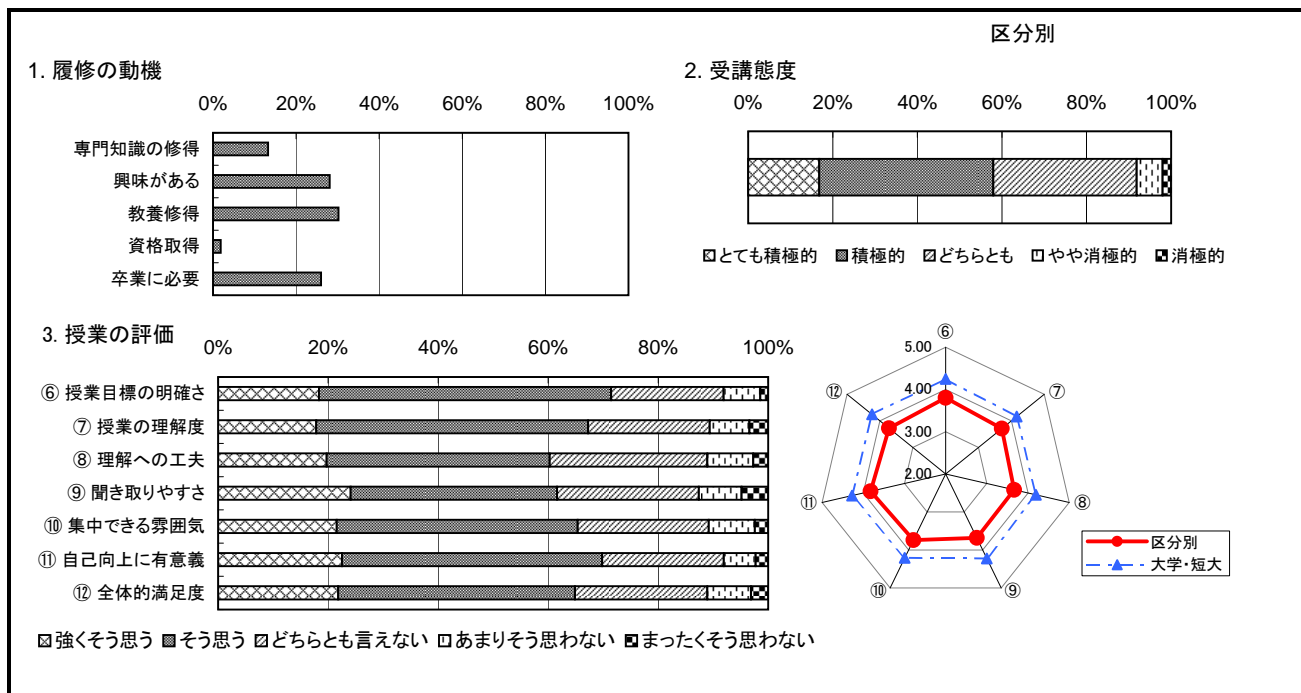 区分別
1. 履修の動機
0% 20% 40% 60% 80% 100%
専門知識の修得
興味がある
教養修得
資格取得
卒業に必要
2. 受講態度
0% 20% 40% 60% 80% 100%
とても積極的 積極的 どちらとも やや消極的 消極的
3. 授業の評価
0% 20% 40% 60% 80% 100%
⑥ 授業目標の明確さ
⑦ 授業の理解度
⑧ 理解への工夫
⑨ 聞き取りやすさ
⑩ 集中できる雰囲気
⑪ 自己向上に有意義
⑫ 全体的満足度
強くそう思う そう思う どちらとも言えない あまりそう思わない まったくそう思わない
⑥
5.00
⑫ 4.00 ⑦
3.00
2.00
⑪ ⑧
⑩ ⑨
区分別
大学・短大